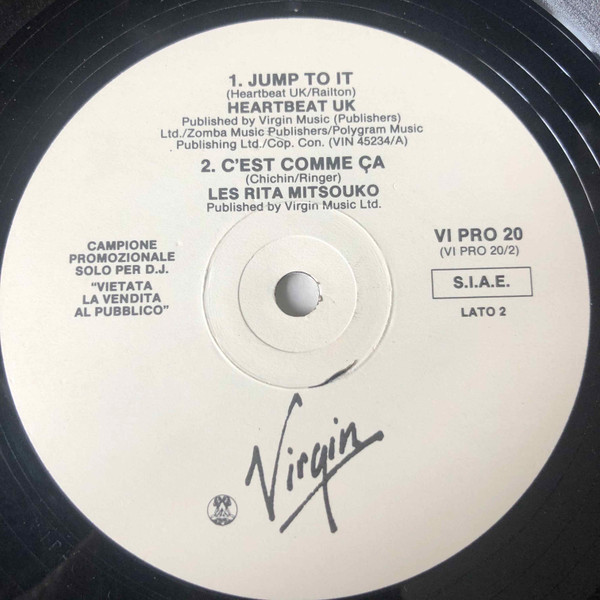 1. JUMP TO IT
(Heartbeat UK/Railton)
HEARTBEAT UK
Published by Virgin Music (Publishers)
Ltd./Zomba Music Publishers/Polygram Music
Publishing Ltd./Cop. Con. (VIN 45234/A)
2. C'EST COMME ÇA
(Chichin/Ringer)
LES RITA MITSOUKO
Published by Virgin Music Ltd.
CAMPIONE
PROMOZIONALE
SOLO PER D.J.
"VIETATA
LA VENDITA
AL PUBBLICO"
VI PRO 20
(VI PRO 20/2)
S.I.A.E.
LATO 2
Virgin